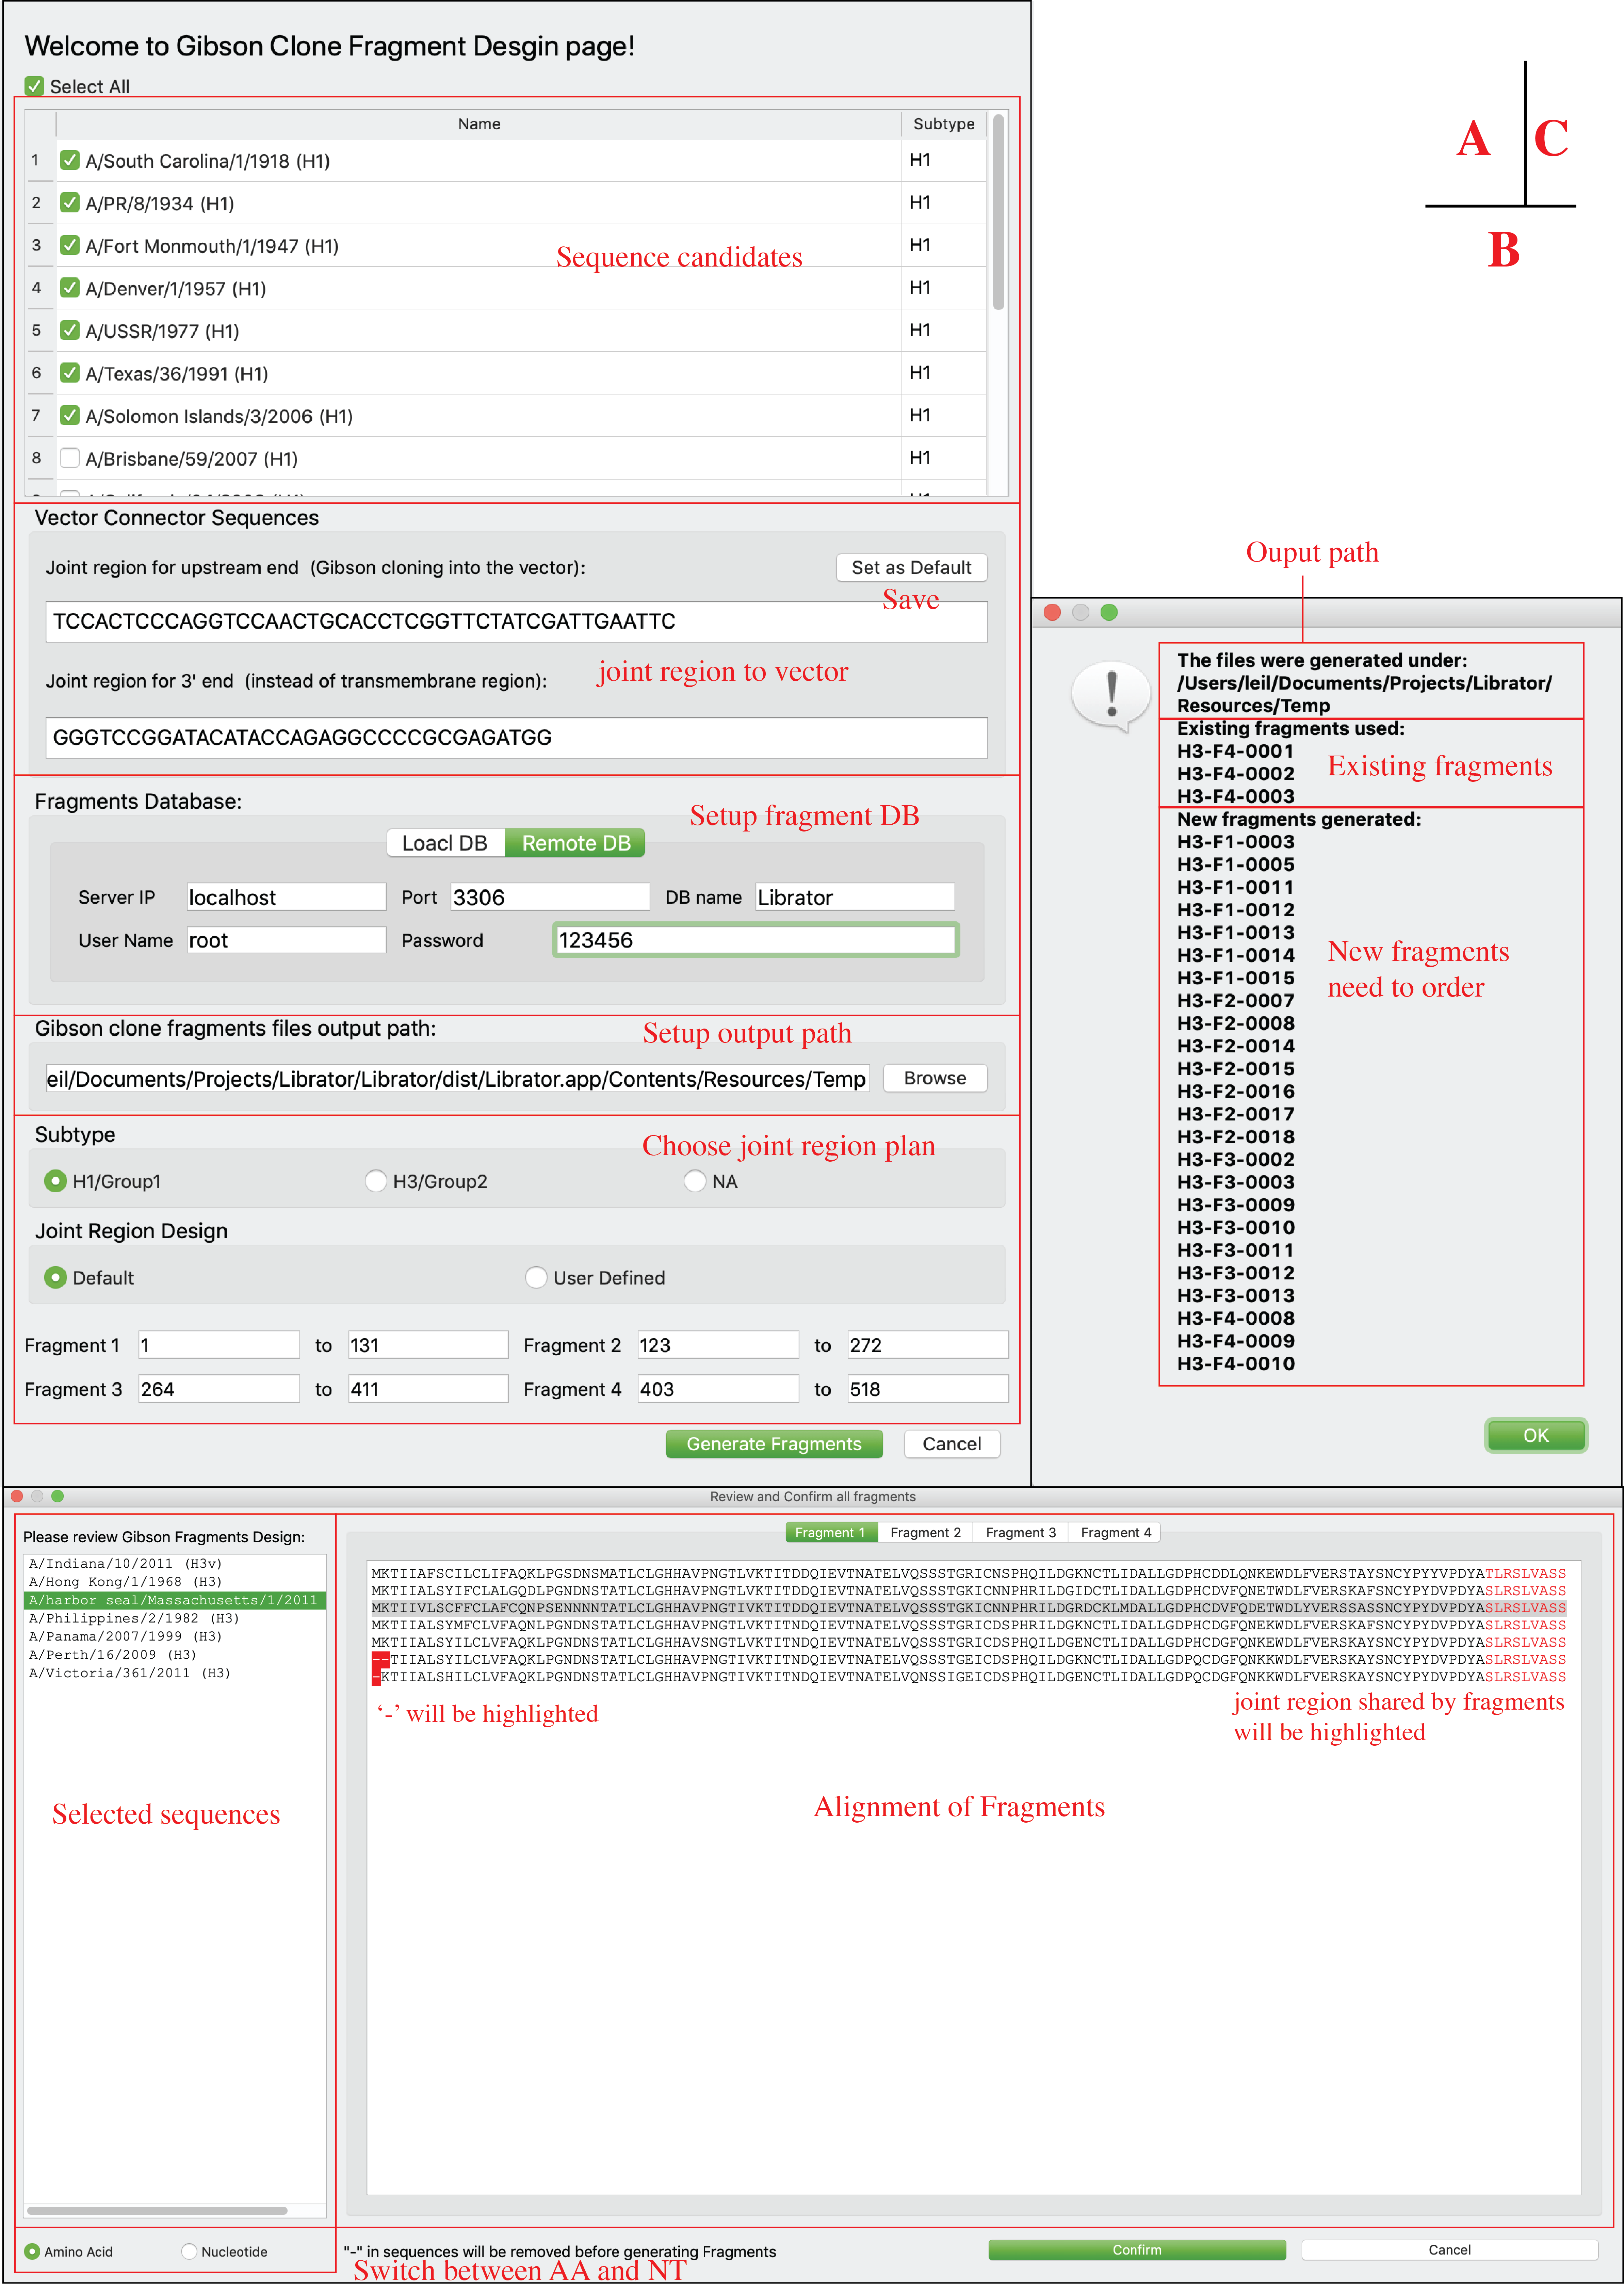 Welcome to Gibson Clone Fragment Desgin page!
Select All
Name Subtype
1 A/South Carolina/1/1918 (H1) H1
2 A/PR/8/1934 (H1) H1
3 A/Fort Monmouth/1/1947 (H1) H1
Sequence candidates
4 A/Denver/1/1957 (H1) H1
5 A/USSR/1977 (H1) H1
6 A/Texas/36/1991 (H1) H1
7 A/Solomon Islands/3/2006 (H1) H1
8 A/Brisbane/59/2007 (H1) H1
Vector Connector Sequences
Joint region for upstream end (Gibson cloning into the vector): Set as Default
Save
TCCACTCCCAGGTCCAACTGCACCTCGGTTCTATCGATTGAATTC
joint region to vector
Joint region for 3' end (instead of transmembrane region):
GGGTCCGGATACATACCAGAGGCCCCGCGAGATGG
Fragments Database:
Setup fragment DB
Loacl DB Remote DB
Server IP localhost Port 3306 DB name Librator
User Name root Password 123456
Gibson clone fragments files output path:
Setup output path
eil/Documents/Projects/Librator/Librator/dist/Librator.app/Contents/Resources/Temp Browse
Subtype
Choose joint region plan
H1/Group1 H3/Group2 NA
Joint Region Design
Default User Defined
Fragment 1 1 to 131 Fragment 2 123 to 272
Fragment 3 264 to 411 Fragment 4 403 to 518
Generate Fragments Cancel
A C
B
Ouput path
The files were generated under:
/Users/leil/Documents/Projects/Librator/
Resources/Temp
Existing fragments used:
H3-F4-0001
H3-F4-0002
H3-F4-0003
Existing fragments
New fragments generated:
H3-F1-0003
H3-F1-0005
H3-F1-0011
H3-F1-0012
H3-F1-0013
H3-F1-0014
H3-F1-0015
H3-F2-0007
H3-F2-0008
H3-F2-0014
H3-F2-0015
H3-F2-0016
H3-F2-0017
H3-F2-0018
H3-F3-0002
H3-F3-0003
H3-F3-0009
H3-F3-0010
H3-F3-0011
H3-F3-0012
H3-F3-0013
H3-F4-0008
H3-F4-0009
H3-F4-0010
New fragments
need to order
OK
Review and Confirm all fragments
Please review Gibson Fragments Design:
A/Indiana/10/2011 (H3v)
A/Hong Kong/1/1968 (H3)
A/harbor seal/Massachusetts/1/2011
A/Philippines/2/1982 (H3)
A/Panama/2007/1999 (H3)
A/Perth/16/2009 (H3)
A/Victoria/361/2011 (H3)
Selected sequences
Fragment 1 Fragment 2 Fragment 3 Fragment 4
MKTIIAFSCILCLIFAQKLPGSDNSMATLCLGHHAVPNGTLVKTITDDQIEVTNATELVQSSSTGRICNSPHQILDGKNCTLIDALLGDPHCDDLQNKEWDLFVERSTAYSNCYPYYVPDYATLRSLVASS
MKTIIALSYIFCLALGQDLPGNDNSTATLCLGHHAVPNGTLVKTITDDQIEVTNATELVQSSSTGKICNNPHRILDGIDCTLIDALLGDPHCDVFQNETWDLFVERSKAFSNCYPYDVPDYASLRSLVASS
MKTIIVLSCFFCLAFCQNPSENNNNTATLCLGHHAVPNGTLVKTITDDQIEVTNATELVQSSSTGKICNNPHRILDGRDCKLMDALLGDPHCDVFQDETWDLYVERSSASSNCYPYDVPDYASLRSLVASS
MKTIIALSYMFCLVFAQNLPGNDNSTATLCLGHHAVPNGTLVKTITNDQIEVTNATELVQSSSTGRICDSPHRILDGKNCTLIDALLGDPHCDGFQNEKWDLFVERSKAFSNCYPYDVPDYASLRSLVASS
MKTIIALSYILCLVFAQKLPGNDNSTATLCLGHHAVSNGTLVKTITNDQIEVTNATELVQSSSTGRICDSPHQILDGENCTLIDALLGDPHCDGFQNKEWDLFVERSKAYSNCYPYDVPDYASLRSLVASS
--TIIALSYILCLVFAQKLPGNDNSTATLCLGHHAVPNGTIVKTITNDQIEVTNATELVQSSSTGEICDSPHQILDGENCTLIDALLGDPQCDGFQNKKWDLFVERSKAYSNCYPYDVPDYASLRSLVASS
-KTIIALSHILCLVFAQKLPGNDNSTATLCLGHHAVPNGTIVKTITNDQIEVTNATELVQNSSIGEICDSPHQILDGENCTLIDALLGDPQCDGFQNKKWDLFVERSKAYSNCYPYDVPDYASLRSLVASS
‘-’ will be highlighted
joint region shared by fragments
will be highlighted
Alignment of Fragments
Amino Acid Nucleotide
"-" in sequences will be removed before generating Fragments
Confirm Cancel
Switch between AA and NT